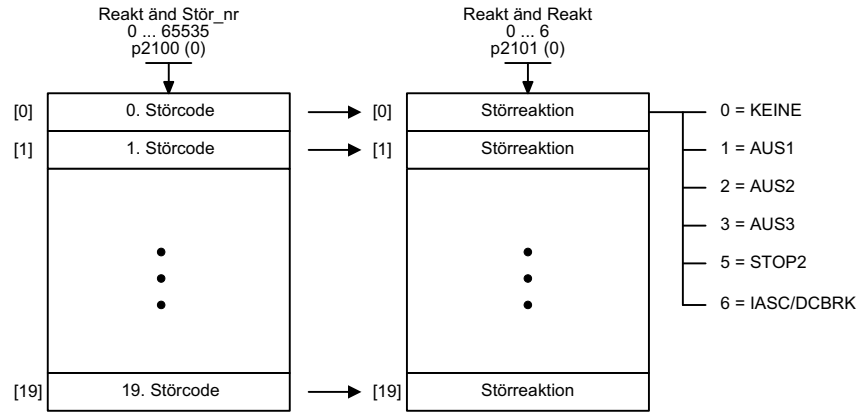 Reakt änd Stör_nr
0 ... 65535
p2100 (0)
Reakt änd Reakt
0 ... 6
p2101 (0)
[0] 0. Störcode [0] Störreaktion 0 = KEINE
[1] 1. Störcode [1] Störreaktion 1 = AUS1
2 = AUS2
3 = AUS3
5 = STOP2
6 = IASC/DCBRK
[19] 19. Störcode [19] Störreaktion